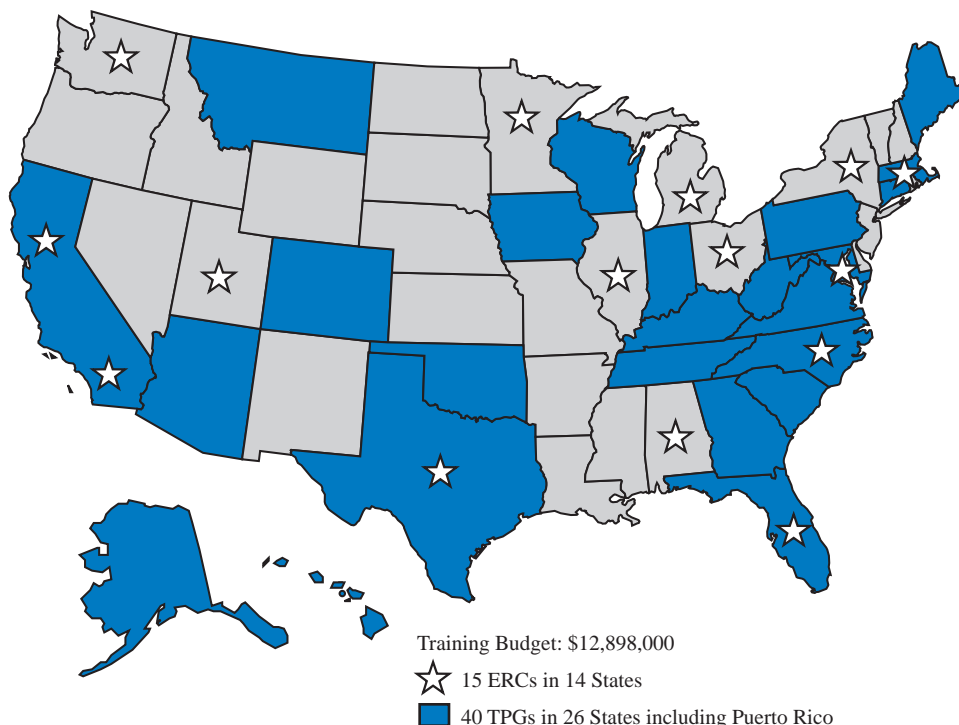 Training Budget: $12,898,000
15 ERCs in 14 States
40 TPGs in 26 States including Puerto Rico